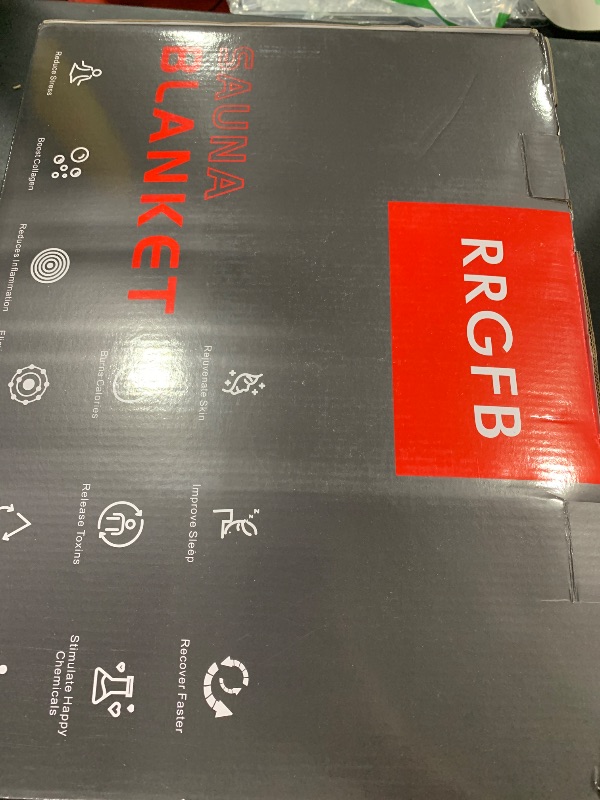 RRGFB
SAUNA
BLANKET
Rejuvenate Skin
Improve Sleep
Recover Faster
Burns Calories
Release Toxins
Stimulate Happy
Chemicals
Reduce Stress
Boost Collagen
Reduces Inflammation